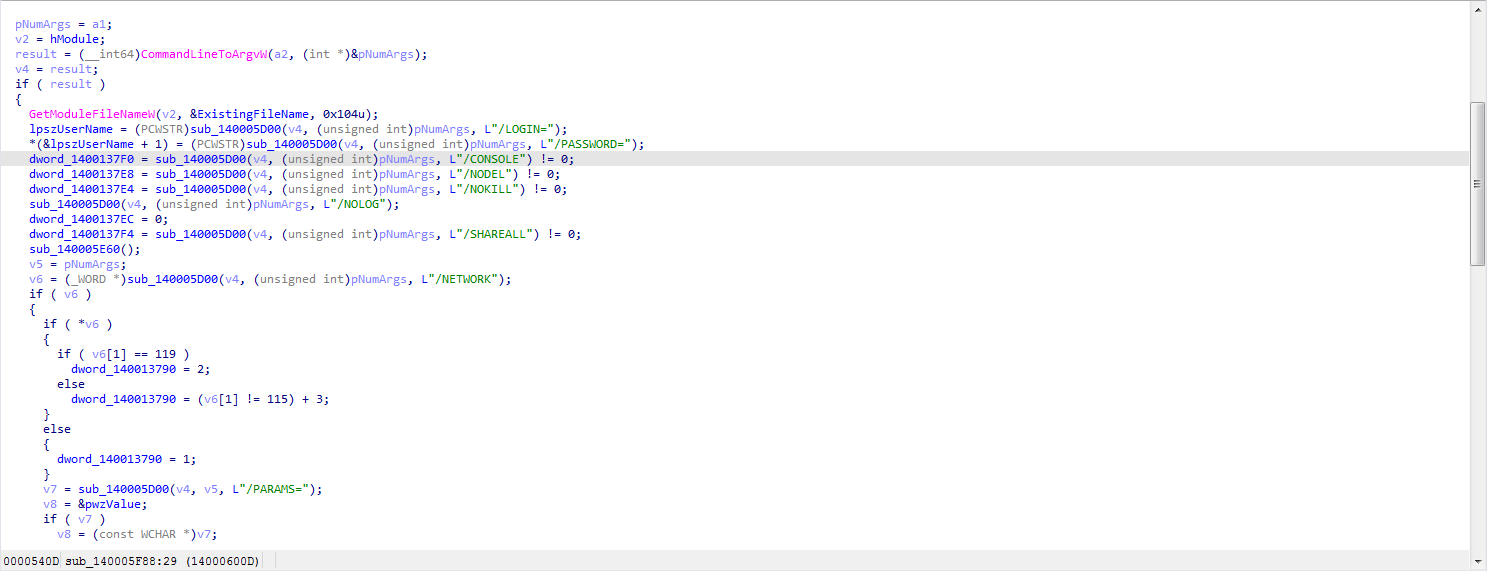 pNumArgs = a1;
v2 = hModule;
result = (__int64)CommandLineToArgvW(a2, (int *)&pNumArgs);
v4 = result;
if ( result )
{
GetModuleFileNameW(v2, &ExistingFileName, 0x104u);
lpszUserName = (PCWSTR)sub_140005D00(v4, (unsigned int)pNumArgs, L"/LOGIN=");
*(&lpszUserName + 1) = (PCWSTR)sub_140005D00(v4, (unsigned int)pNumArgs, L"/PASSWORD=");
dword_1400137F0 = sub_140005D00(v4, (unsigned int)pNumArgs, L"/CONSOLE") != 0;
dword_1400137E8 = sub_140005D00(v4, (unsigned int)pNumArgs, L"/NODEL") != 0;
dword_1400137E4 = sub_140005D00(v4, (unsigned int)pNumArgs, L"/NOKILL") != 0;
sub_140005D00(v4, (unsigned int)pNumArgs, L"/NOLOG");
dword_1400137EC = 0;
dword_1400137F4 = sub_140005D00(v4, (unsigned int)pNumArgs, L"/SHAREALL") != 0;
sub_140005E60();
v5 = pNumArgs;
v6 = (_WORD *)sub_140005D00(v4, (unsigned int)pNumArgs, L"/NETWORK");
if ( v6 )
{
if ( *v6 )
{
if ( v6[1] == 119 )
dword_140013790 = 2;
else
dword_140013790 = (v6[1] != 115) + 3;
}
else
{
dword_140013790 = 1;
}
v7 = sub_140005D00(v4, v5, L"/PARAMS=");
v8 = &pwzValue;
if ( v7 )
v8 = (const WCHAR *)v7;
0000540D sub_140005F88:29 (14000600D)